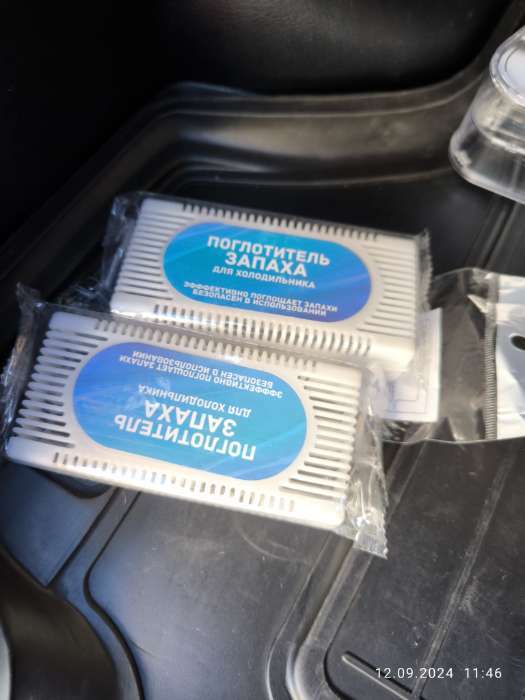 ПОГЛОТИТЕЛЬ
ЗАПАХА
ДЛЯ ХОЛОДИЛЬНИКА
ЭФФЕКТИВНО ПОГЛОЩАЕТ ЗАПАХИ
БЕЗОПАСЕН В ИСПОЛЬЗОВАНИИ
ПОГЛОТИТЕЛЬ
ЗАПАХА
ДЛЯ ХОЛОДИЛЬНИКА
ЭФФЕКТИВНО ПОГЛОЩАЕТ ЗАПАХИ
БЕЗОПАСЕН В ИСПОЛЬЗОВАНИИ
12.09.2024 11:46